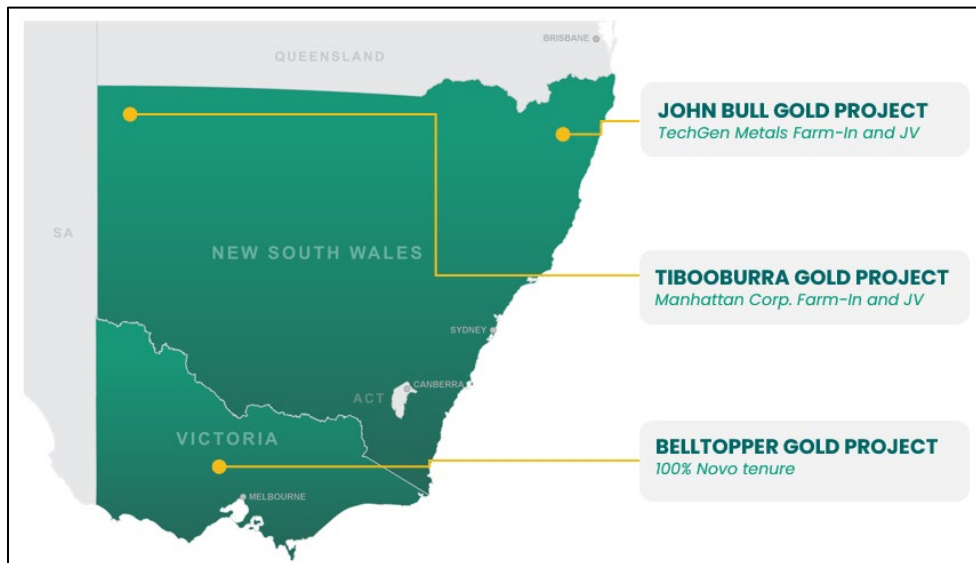 BRISBANE
QUEENSLAND
JOHN BULL GOLD PROJECT
TechGen Metals Farm-In and JV
SA
NEW SOUTH WALES
TIBOOBURRA GOLD PROJECT
Manhattan Corp. Farm-In and JV
SYDNEY
CANBERRA
ACT
VICTORIA
BELLTOPPER GOLD PROJECT
100% Novo tenure
MELBOURNE